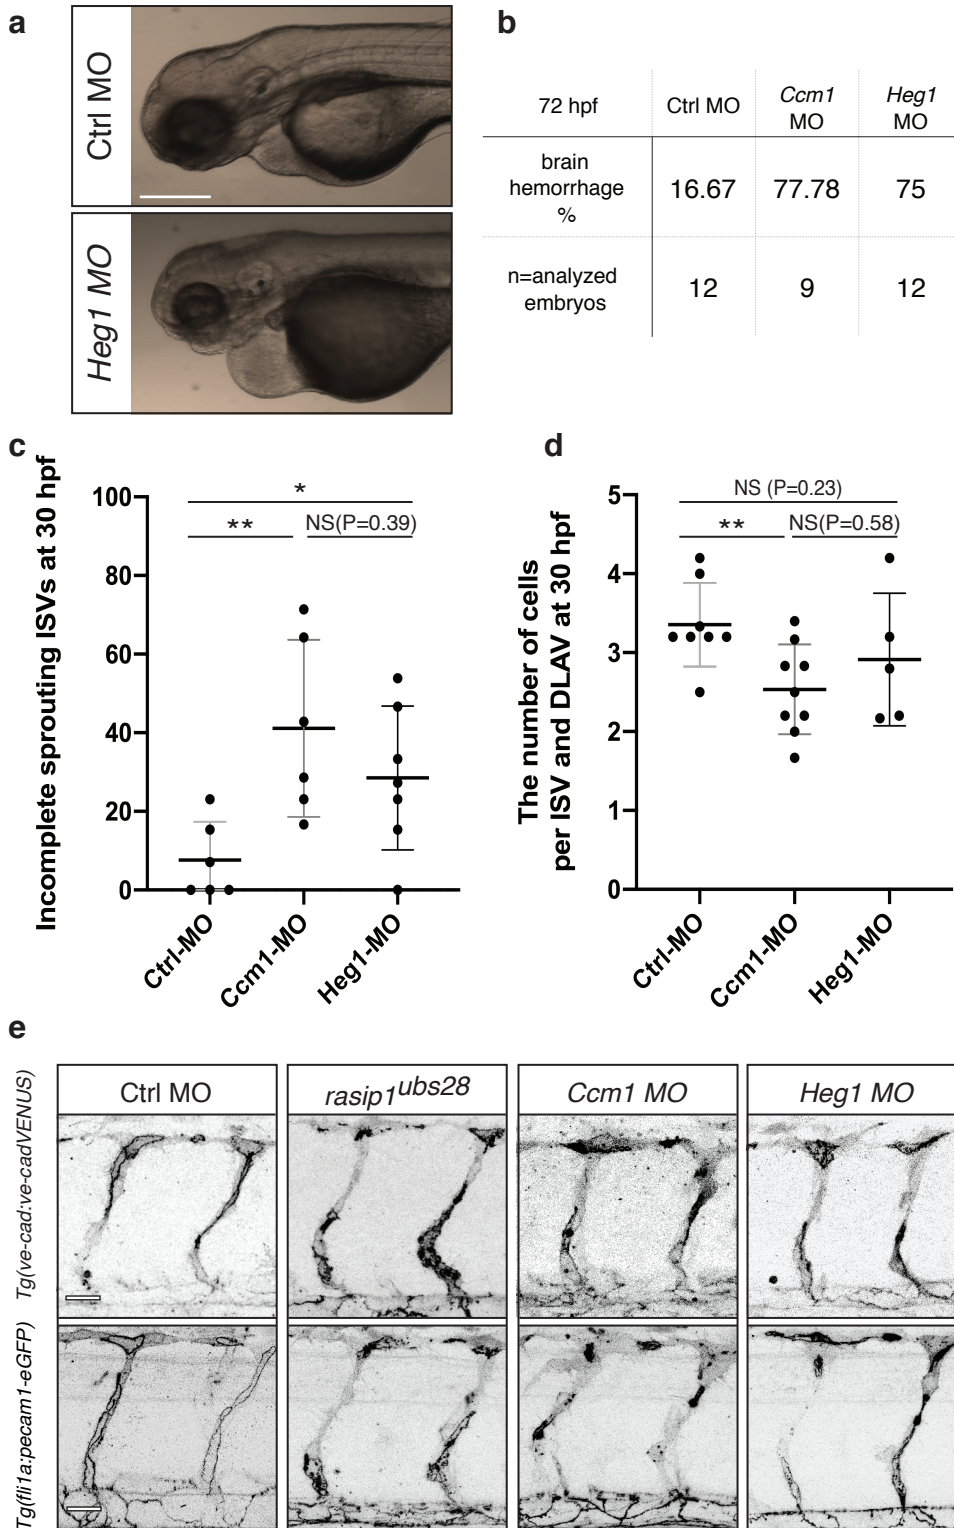 a
Ctrl MO
Heg1 MO
b
72 hpf
Ctrl MO
Ccm1
MO
Heg1
MO
brain
hemorrhage
%
16.67
77.78
75
n=analyzed
embryos
12
9
12
c
Incomplete sprouting ISVs at 30 hpf
100
80
60
40
20
0
*
**
NS(P=0.39)
Ctrl-MO
Ccm1-MO
Heg1-MO
d
The number of cells
per ISV and DLAV at 30 hpf
5
4
3
2
1
0
NS (P=0.23)
**
NS(P=0.58)
Ctrl-MO
Ccm1-MO
Heg1-MO
e
Ctrl MO
rasip1ubs28
Ccm1 MO
Heg1 MO
Tg(ve-cad:ve-cadVENUS)
Tg(fli1a:pecam1-eGFP)